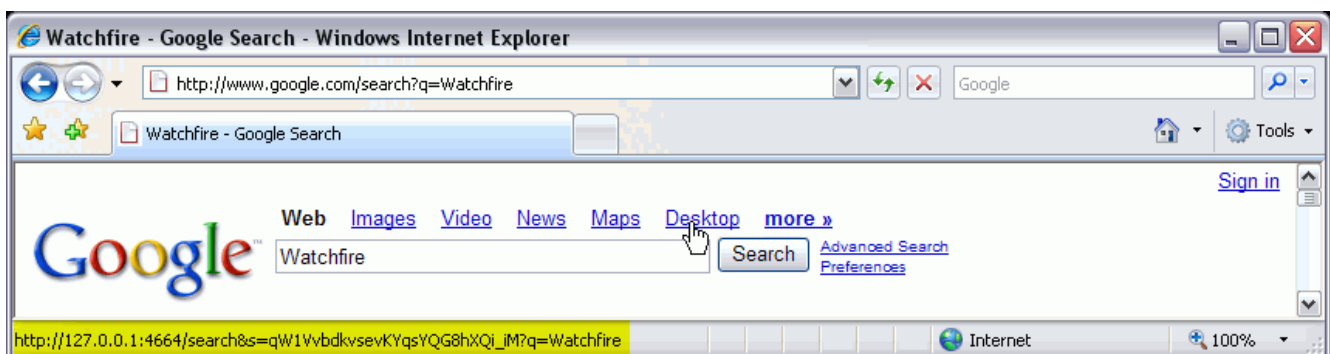 Watchfire - Google Search - Windows Internet Explorer
http://www.google.com/search?q=Watchfire Google
Watchfire - Google Search Tools
Sign in
Web Images Video News Maps Desktop more »
Google™ Watchfire Search Advanced Search
Preferences
http://127.0.0.1:4664/search&s=qW1VvbdkvsevKYqsYQG8hXQi_iM?q=Watchfire Internet 100%